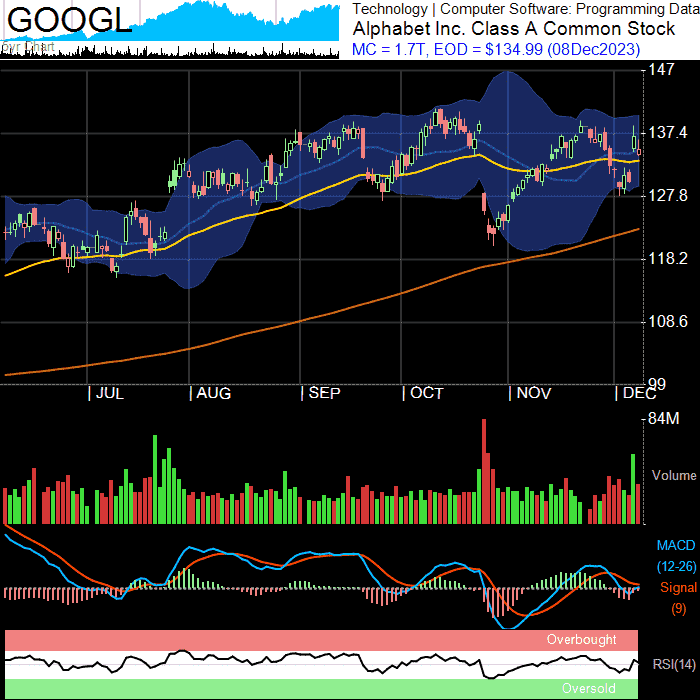 GOOGL
Technology | Computer Software: Programming Data
Alphabet Inc. Class A Common Stock
MC = 1.7T, EOD = $134.99 (08Dec2023)
147
137.4
127.8
118.2
108.6
99
| JUL | AUG | SEP | OCT | NOV | DEC
84M
Volume
MACD
(12-26)
Signal
(9)
Overbought
RSI(14)
Oversold